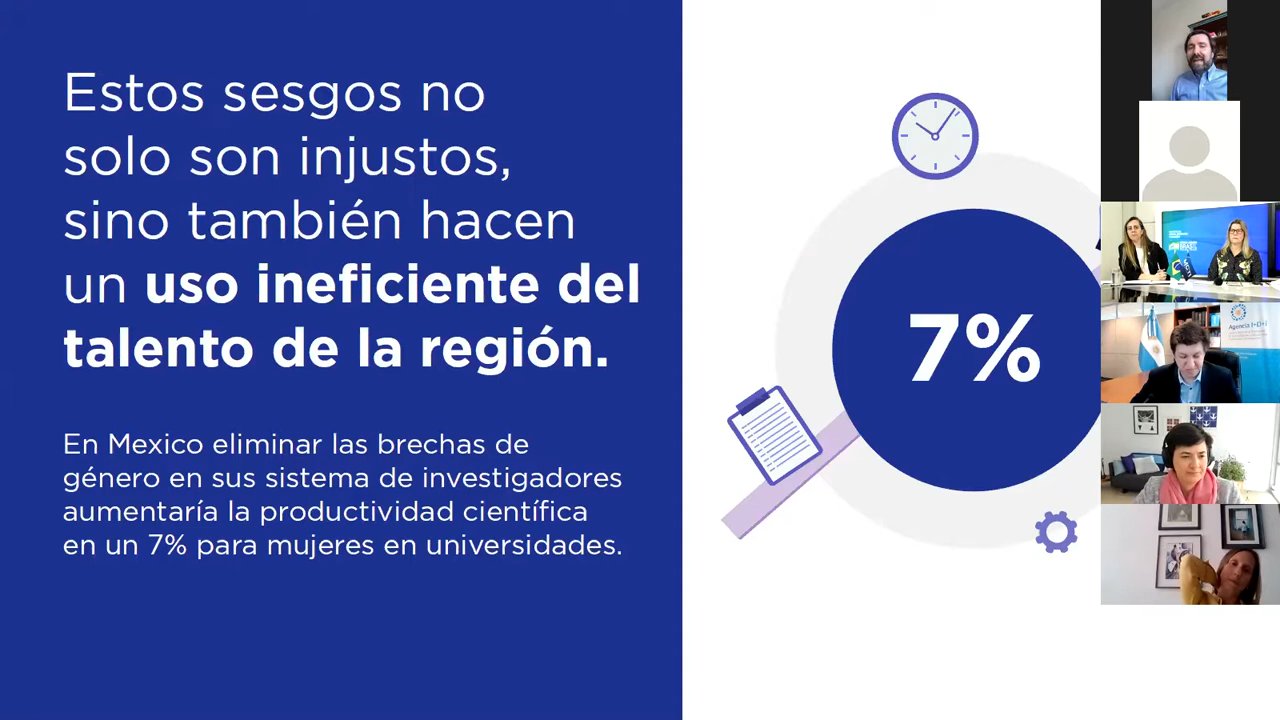 Estos sesgos no
solo son injustos,
sino también hacen
un uso ineficiente del
talento de la región.
En Mexico eliminar las brechas de
género en sus sistema de investigadores
aumentaría la productividad científica
en un 7% para mujeres en universidades.
7%
Agencia I+D+i